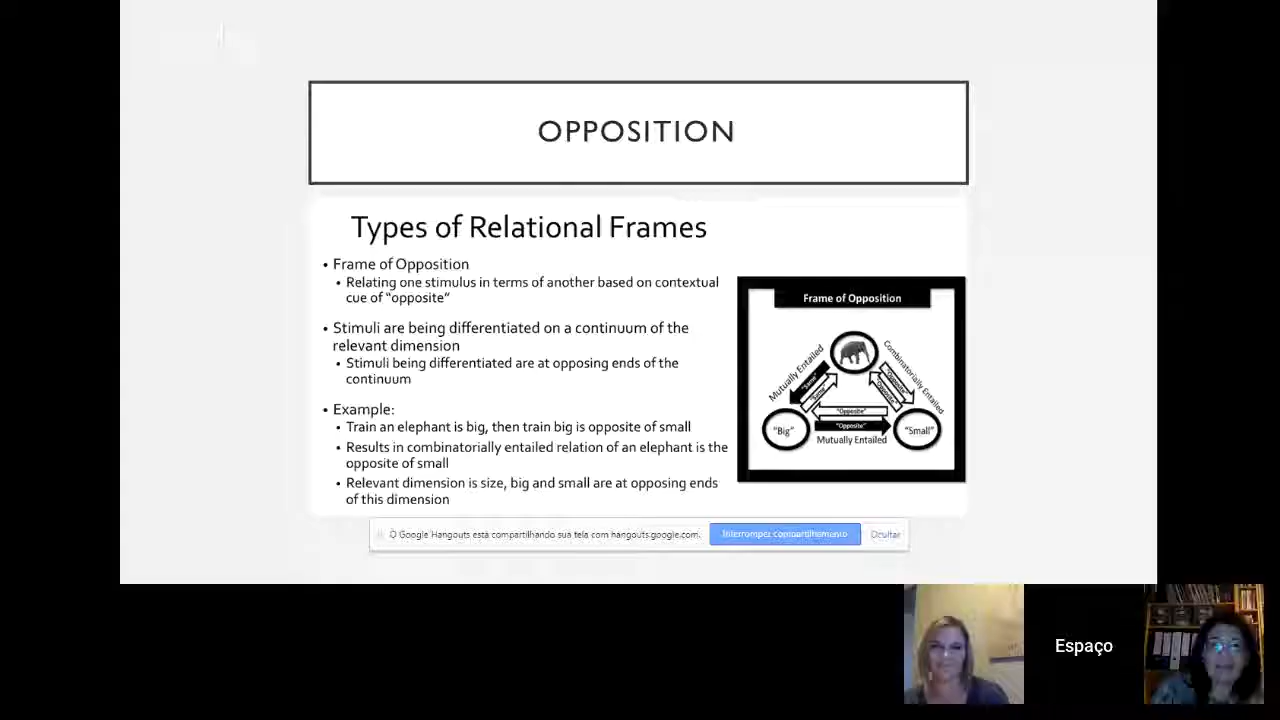 OPPOSITION
Types of Relational Frames
• Frame of Opposition
• Relating one stimulus in terms of another based on contextual
cue of “opposite”
• Stimuli are being differentiated on a continuum of the
relevant dimension
• Stimuli being differentiated are at opposing ends of the
continuum
• Example:
• Train an elephant is big, then train big is opposite of small
• Results in combinatorially entailed relation of an elephant is the
opposite of small
• Relevant dimension is size, big and small are at opposing ends
of this dimension
Frame of Opposition
Mutually Entailed
Combinatorially Entailed
"Same"
"Same"
"Opposite"
"Opposite"
"Opposite"
"Opposite"
"Big"
"Small"
Mutually Entailed
O Google Hangouts está compartilhando sua tela com hangouts.google.com.
Interromper compartilhamento
Ocultar
Espaço